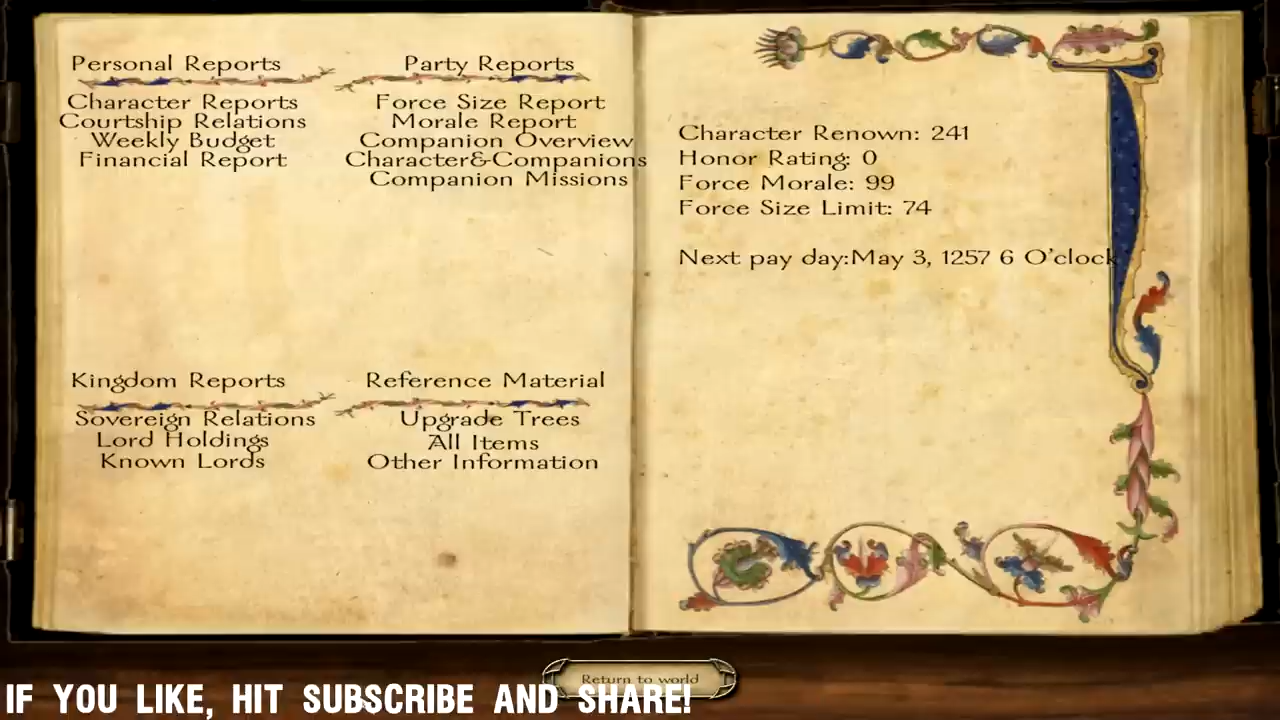 Personal Reports
Character Reports
Courtship Relations
Weekly Budget
Financial Report
Party Reports
Force Size Report
Morale Report
Companion Overview
Character&Companions
Companion Missions
Kingdom Reports
Sovereign Relations
Lord Holdings
Known Lords
Reference Material
Upgrade Trees
All Items
Other Information
Character Renown: 241
Honor Rating: 0
Force Morale: 99
Force Size Limit: 74
Next pay day:May 3, 1257 6 O'clock
Return to world
IF YOU LIKE, HIT SUBSCRIBE AND SHARE!